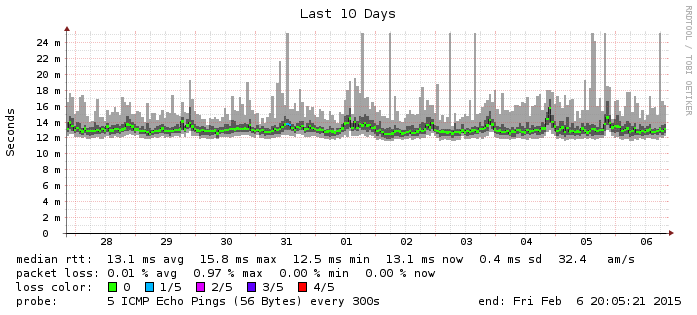 Last 10 Days
RRDTOOL / TOBI OETIKER
Seconds
24 m
22 m
20 m
18 m
16 m
14 m
12 m
10 m
8 m
6 m
4 m
2 m
0
28 29 30 31 01 02 03 04 05 06
median rtt: 13.1 ms avg 15.8 ms max 12.5 ms min 13.1 ms now 0.4 ms sd 32.4 am/s
packet loss: 0.01 % avg 0.97 % max 0.00 % min 0.00 % now
loss color: 0 1/5 2/5 3/5 4/5
probe: 5 ICMP Echo Pings (56 Bytes) every 300s end: Fri Feb 6 20:05:21 2015